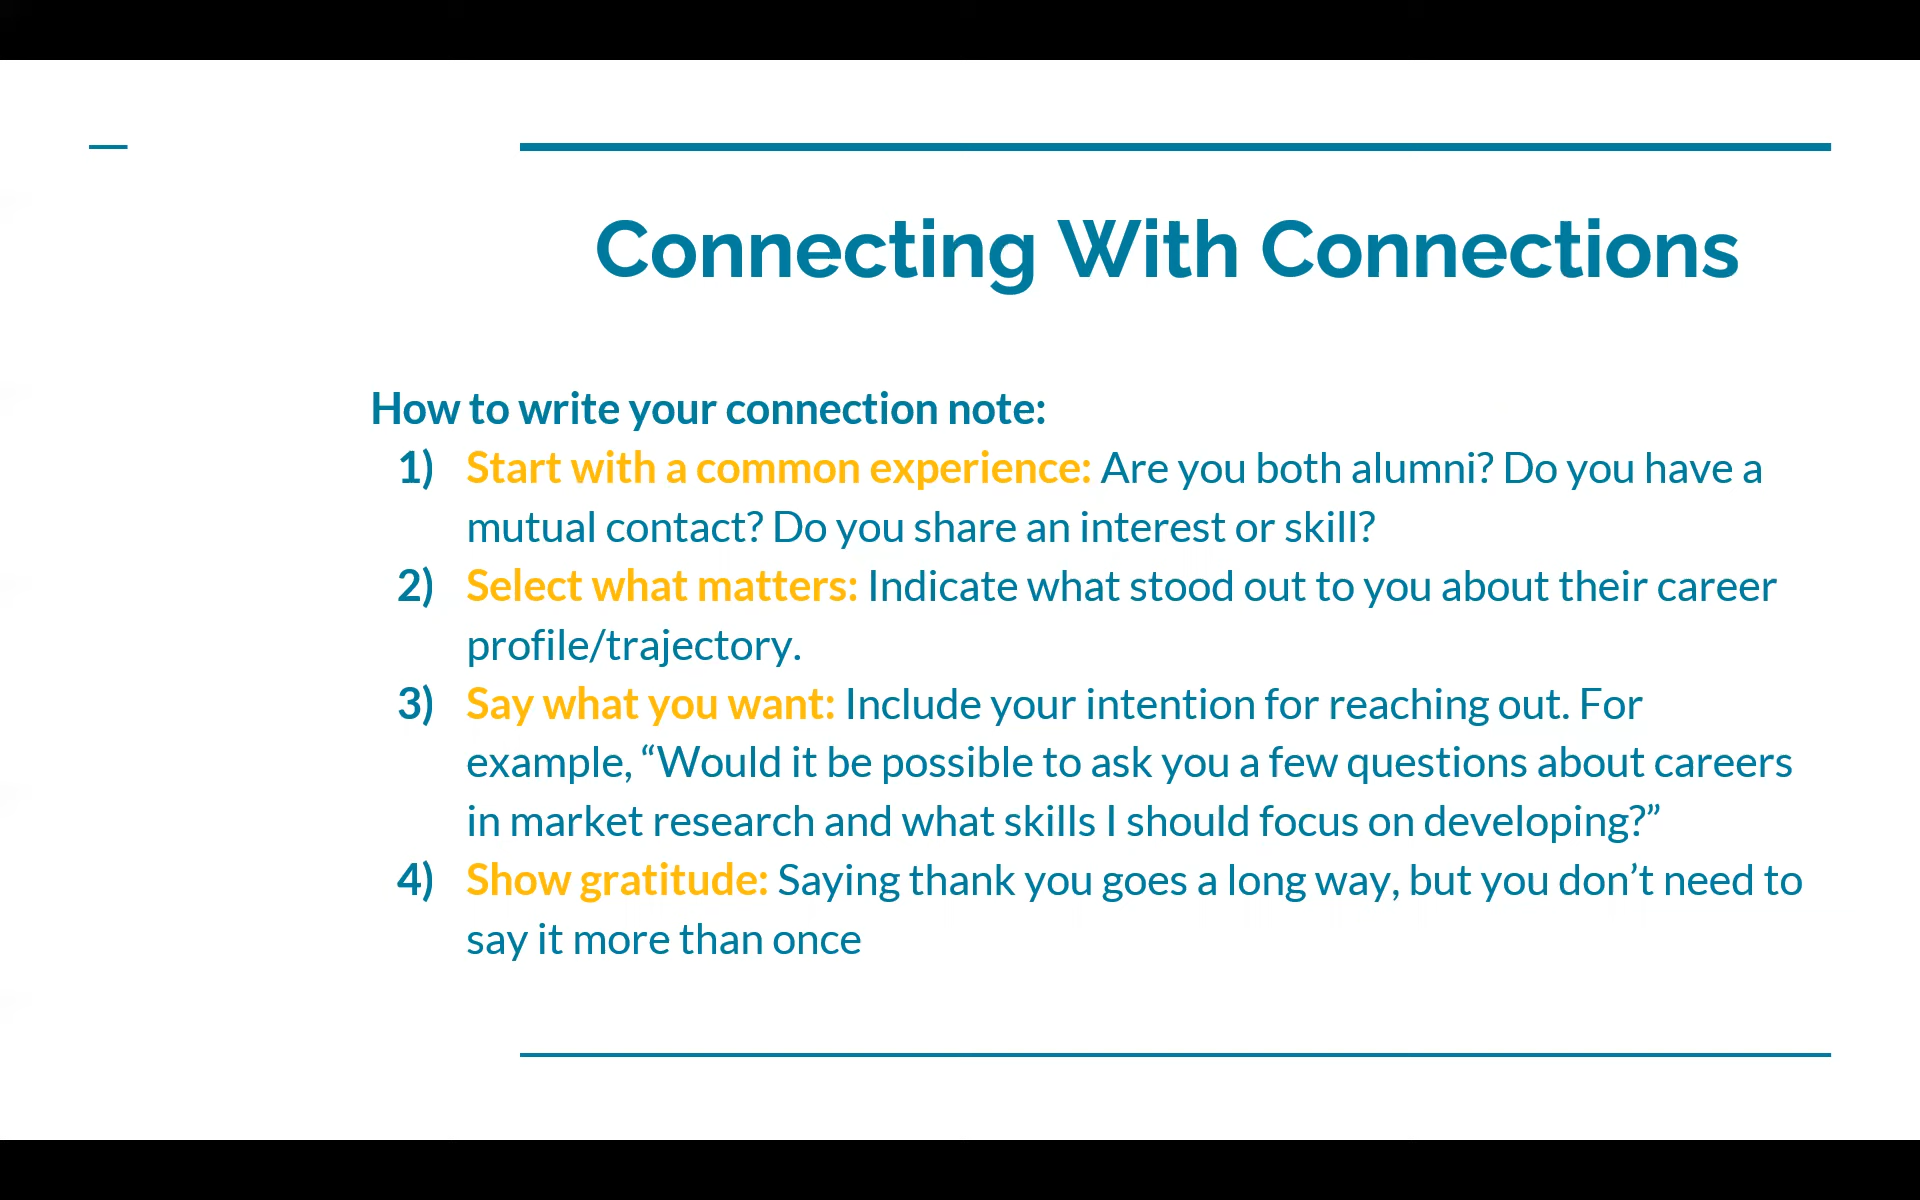 Connecting With Connections
How to write your connection note:
1) Start with a common experience: Are you both alumni? Do you have a
mutual contact? Do you share an interest or skill?
2) Select what matters: Indicate what stood out to you about their career
profile/trajectory.
3) Say what you want: Include your intention for reaching out. For
example, “Would it be possible to ask you a few questions about careers
in market research and what skills I should focus on developing?”
4) Show gratitude: Saying thank you goes a long way, but you don’t need to
say it more than once